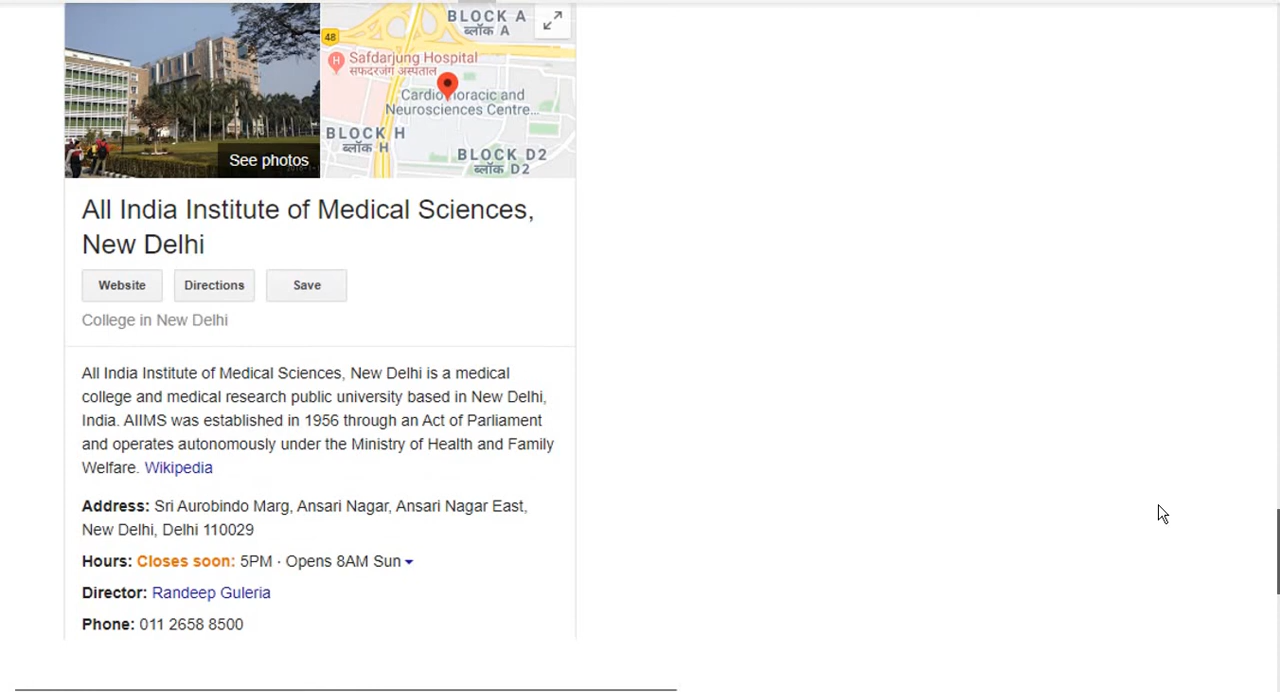 BLOCK A
ब्लॉक A
48
H Safdarjung Hospital
सफदरजंग अस्पताल
Cardiothoracic and
Neurosciences Centre...
BLOCK H
ब्लॉक H
BLOCK D2
ब्लॉक D2
See photos
All India Institute of Medical Sciences,
New Delhi
Website Directions Save
College in New Delhi
All India Institute of Medical Sciences, New Delhi is a medical
college and medical research public university based in New Delhi,
India. AIIMS was established in 1956 through an Act of Parliament
and operates autonomously under the Ministry of Health and Family
Welfare. Wikipedia
Address: Sri Aurobindo Marg, Ansari Nagar, Ansari Nagar East,
New Delhi, Delhi 110029
Hours: Closes soon: 5PM · Opens 8AM Sun
Director: Randeep Guleria
Phone: 011 2658 8500